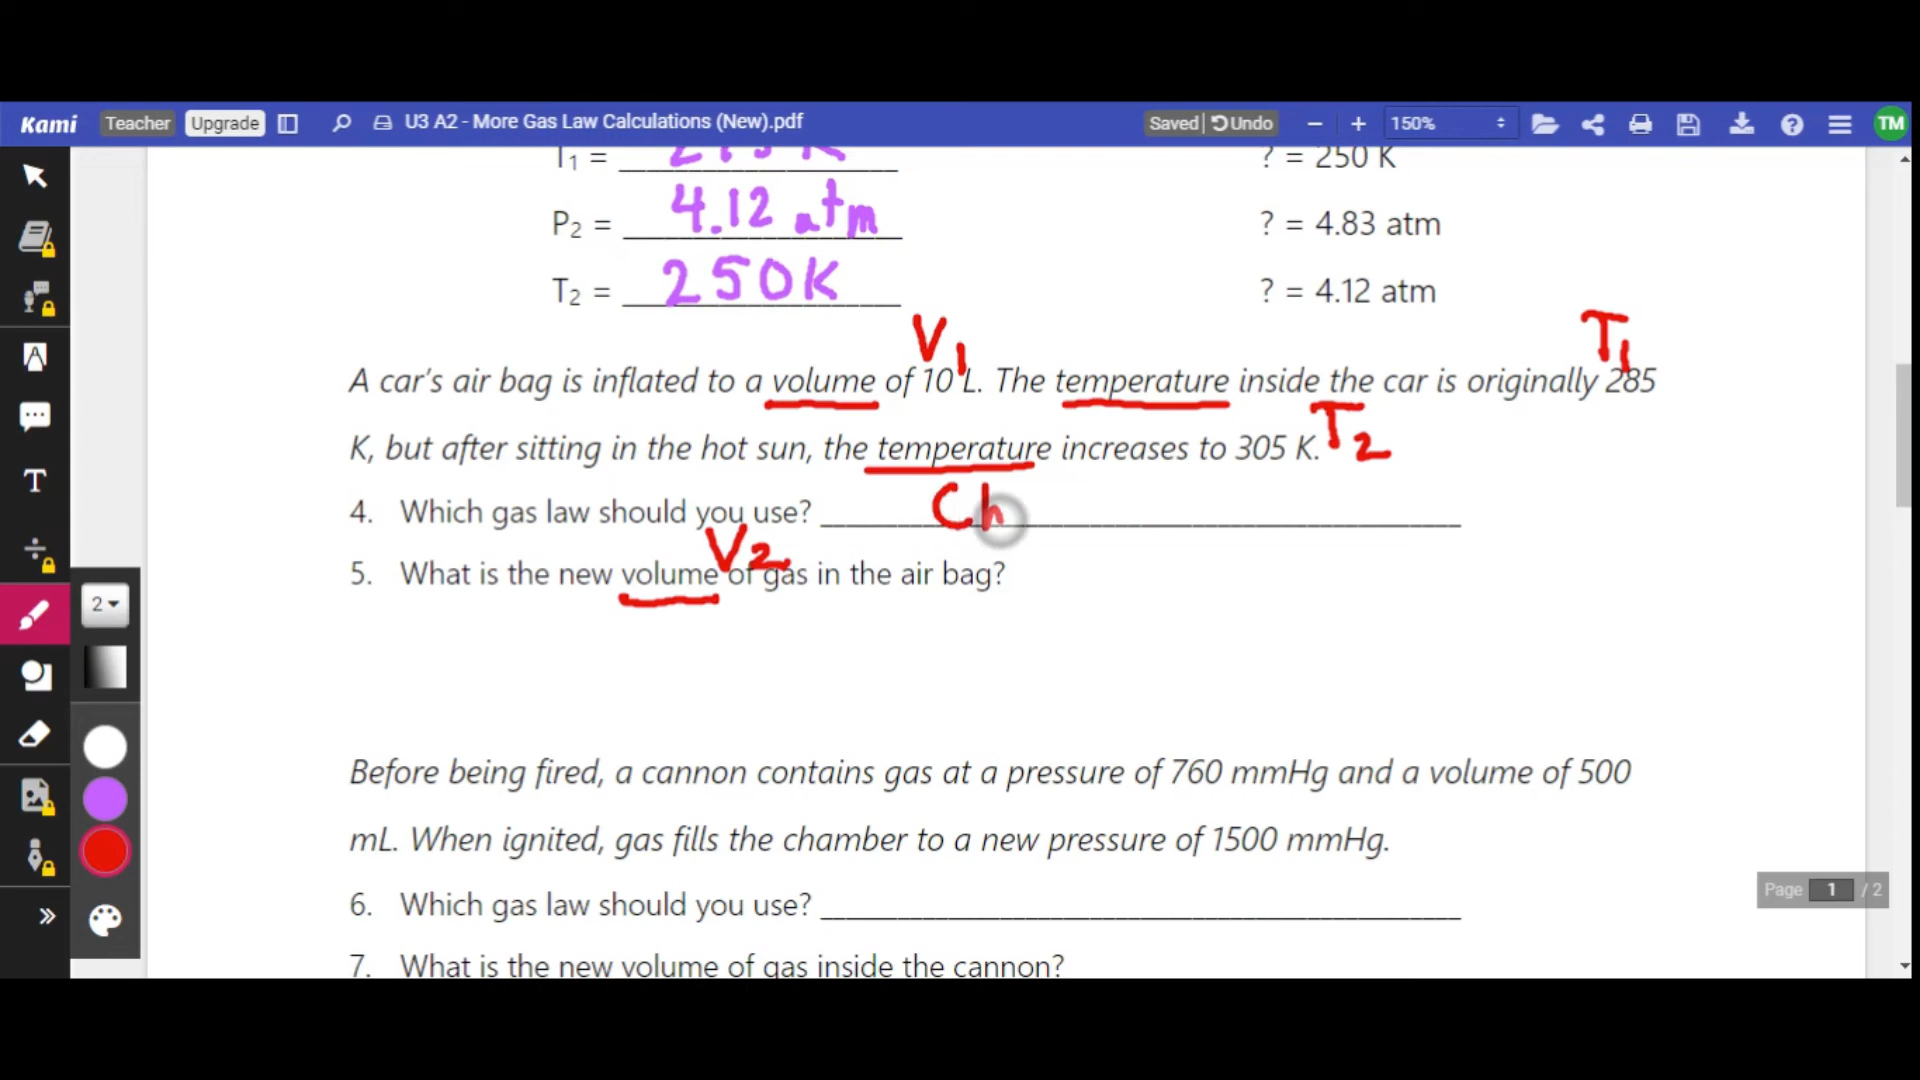 Kami Teacher Upgrade U3 A2 - More Gas Law Calculations (New).pdf Saved Undo 150% TM
T₁ = ? = 250 K
P₂ = 4.12 atm ? = 4.83 atm
T₂ = 250K ? = 4.12 atm
V1 T1
A car's air bag is inflated to a volume of 10 L. The temperature inside the car is originally 285
K, but after sitting in the hot sun, the temperature increases to 305 K. T2
4. Which gas law should you use? Ch
V2
5. What is the new volume of gas in the air bag?
Before being fired, a cannon contains gas at a pressure of 760 mmHg and a volume of 500
mL. When ignited, gas fills the chamber to a new pressure of 1500 mmHg.
6. Which gas law should you use?
Page 1 / 2
7. What is the new volume of gas inside the cannon?
2
T